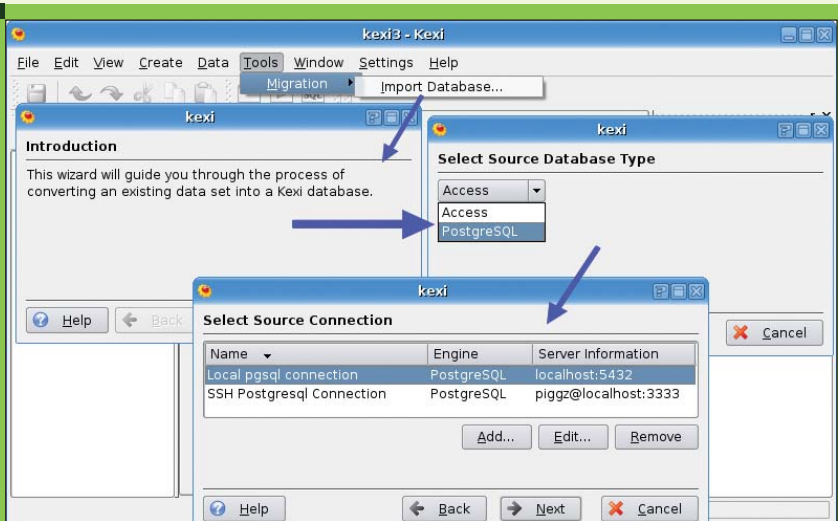 kexi3 - Kexi
File Edit View Create Data Tools Window Settings Help
Migration Import Database...
SQL
kexi
Introduction
This wizard will guide you through the process of
converting an existing data set into a Kexi database.
Help Back
kexi
Select Source Database Type
Access
Access
PostgreSQL
Cancel
kexi
Select Source Connection
Name Engine Server Information
Local pgsql connection PostgreSQL localhost:5432
SSH Postgresql Connection PostgreSQL piggz@localhost:3333
Add... Edit... Remove
Help Back Next Cancel